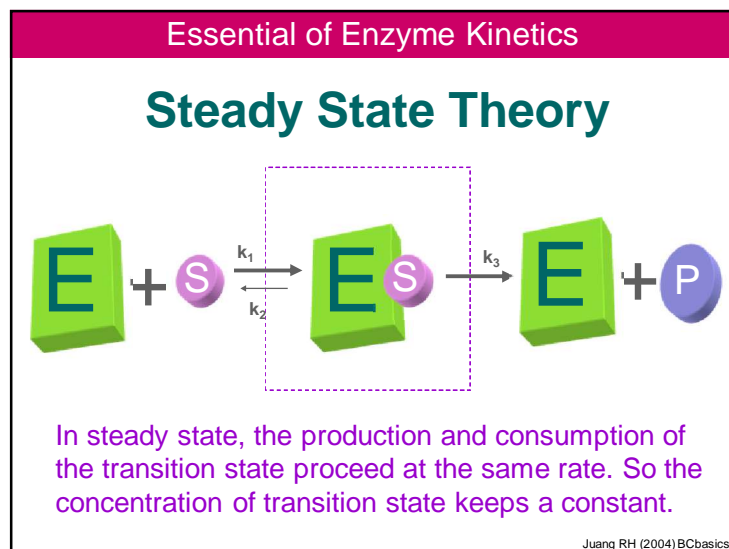 Essential of Enzyme Kinetics
Steady State Theory
E + S k₁ k₂ E S k₃ E + P
In steady state, the production and consumption of
the transition state proceed at the same rate. So the
concentration of transition state keeps a constant.
Juang RH (2004) BCbasics